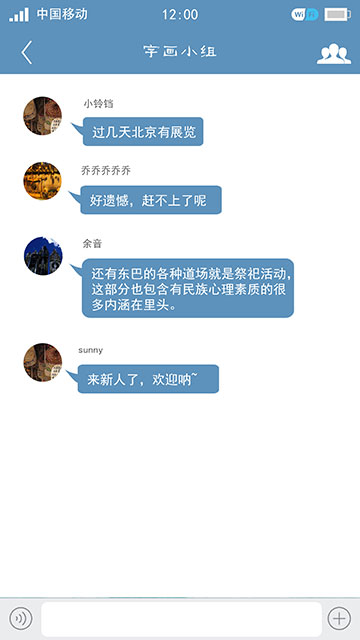 中国移动 12:00 WiFi
字画小组
小铃铛
过几天北京有展览
乔乔乔乔乔
好遗憾，赶不上了呢
余音
还有东巴的各种道场就是祭祀活动，
这部分也包含有民族心理素质的很
多内涵在里头。
sunny
来新人了，欢迎呐~